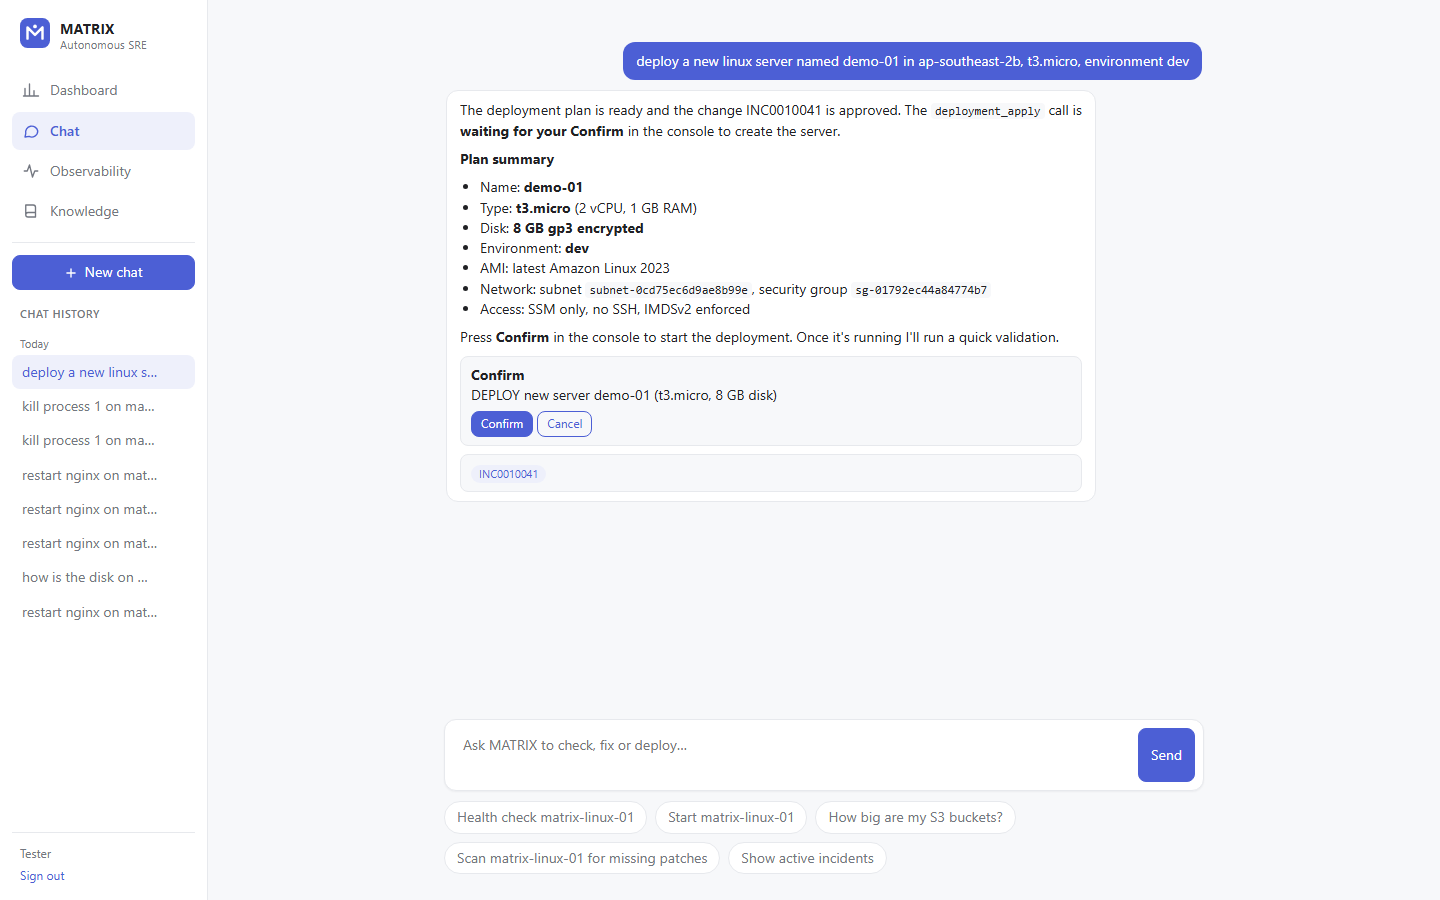 MATRIX
Autonomous SRE
Dashboard
Chat
Observability
Knowledge
+ New chat
CHAT HISTORY
Today
deploy a new linux s...
kill process 1 on ma...
kill process 1 on ma...
restart nginx on mat...
restart nginx on mat...
restart nginx on mat...
how is the disk on ...
restart nginx on mat...
Tester
Sign out
deploy a new linux server named demo-01 in ap-southeast-2b, t3.micro, environment dev
The deployment plan is ready and the change INC0010041 is approved. The deployment_apply call is
waiting for your Confirm in the console to create the server.
Plan summary
• Name: demo-01
• Type: t3.micro (2 vCPU, 1 GB RAM)
• Disk: 8 GB gp3 encrypted
• Environment: dev
• AMI: latest Amazon Linux 2023
• Network: subnet subnet-0cd75ec6d9ae8b99e, security group sg-01792ec44a84774b7
• Access: SSM only, no SSH, IMDSv2 enforced
Press Confirm in the console to start the deployment. Once it's running I'll run a quick validation.
Confirm
DEPLOY new server demo-01 (t3.micro, 8 GB disk)
Confirm Cancel
INC0010041
Ask MATRIX to check, fix or deploy...
Send
Health check matrix-linux-01 Start matrix-linux-01 How big are my S3 buckets?
Scan matrix-linux-01 for missing patches Show active incidents